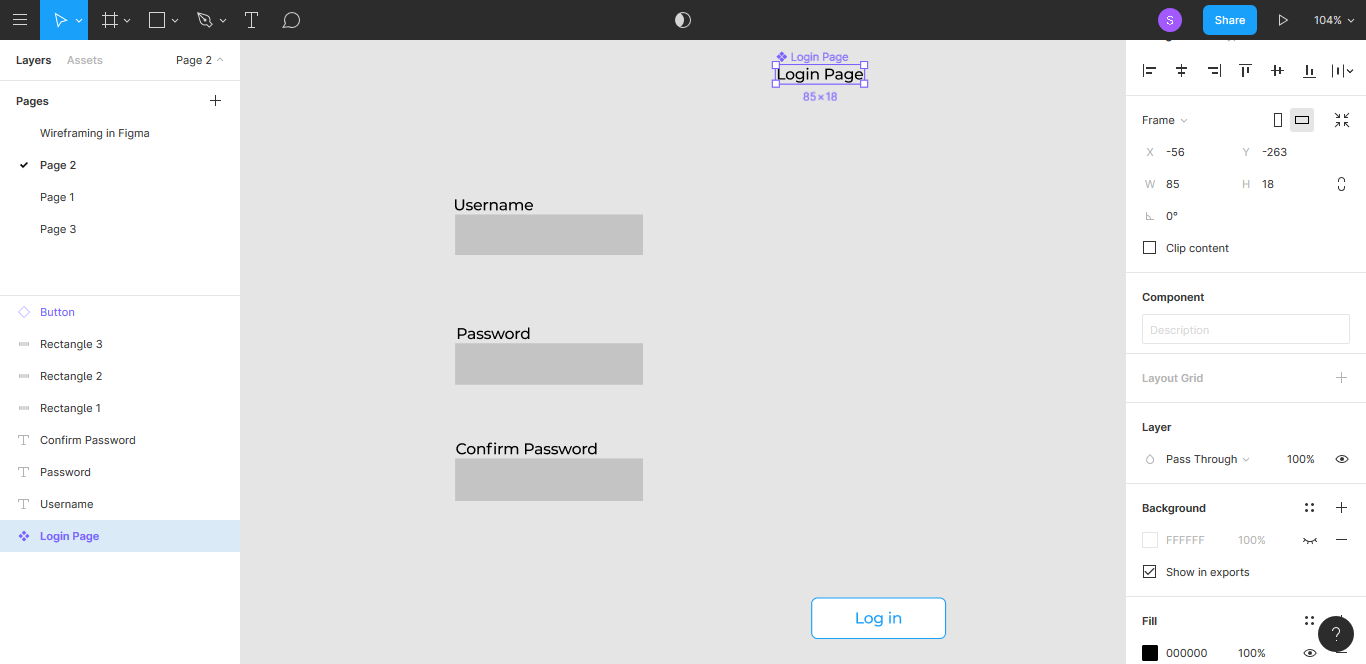 S
Share
104%
Layers
Assets
Page 2
Pages
Wireframing in Figma
Page 2
Page 1
Page 3
Button
Rectangle 3
Rectangle 2
Rectangle 1
Confirm Password
Password
Username
Login Page
Login Page
Login Page
85×18
Username
Password
Confirm Password
Log in
Frame
X -56 Y -263
W 85 H 18
0°
Clip content
Component
Description
Layout Grid
Layer
Pass Through 100%
Background
FFFFFF 100%
Show in exports
Fill
000000 100%
?